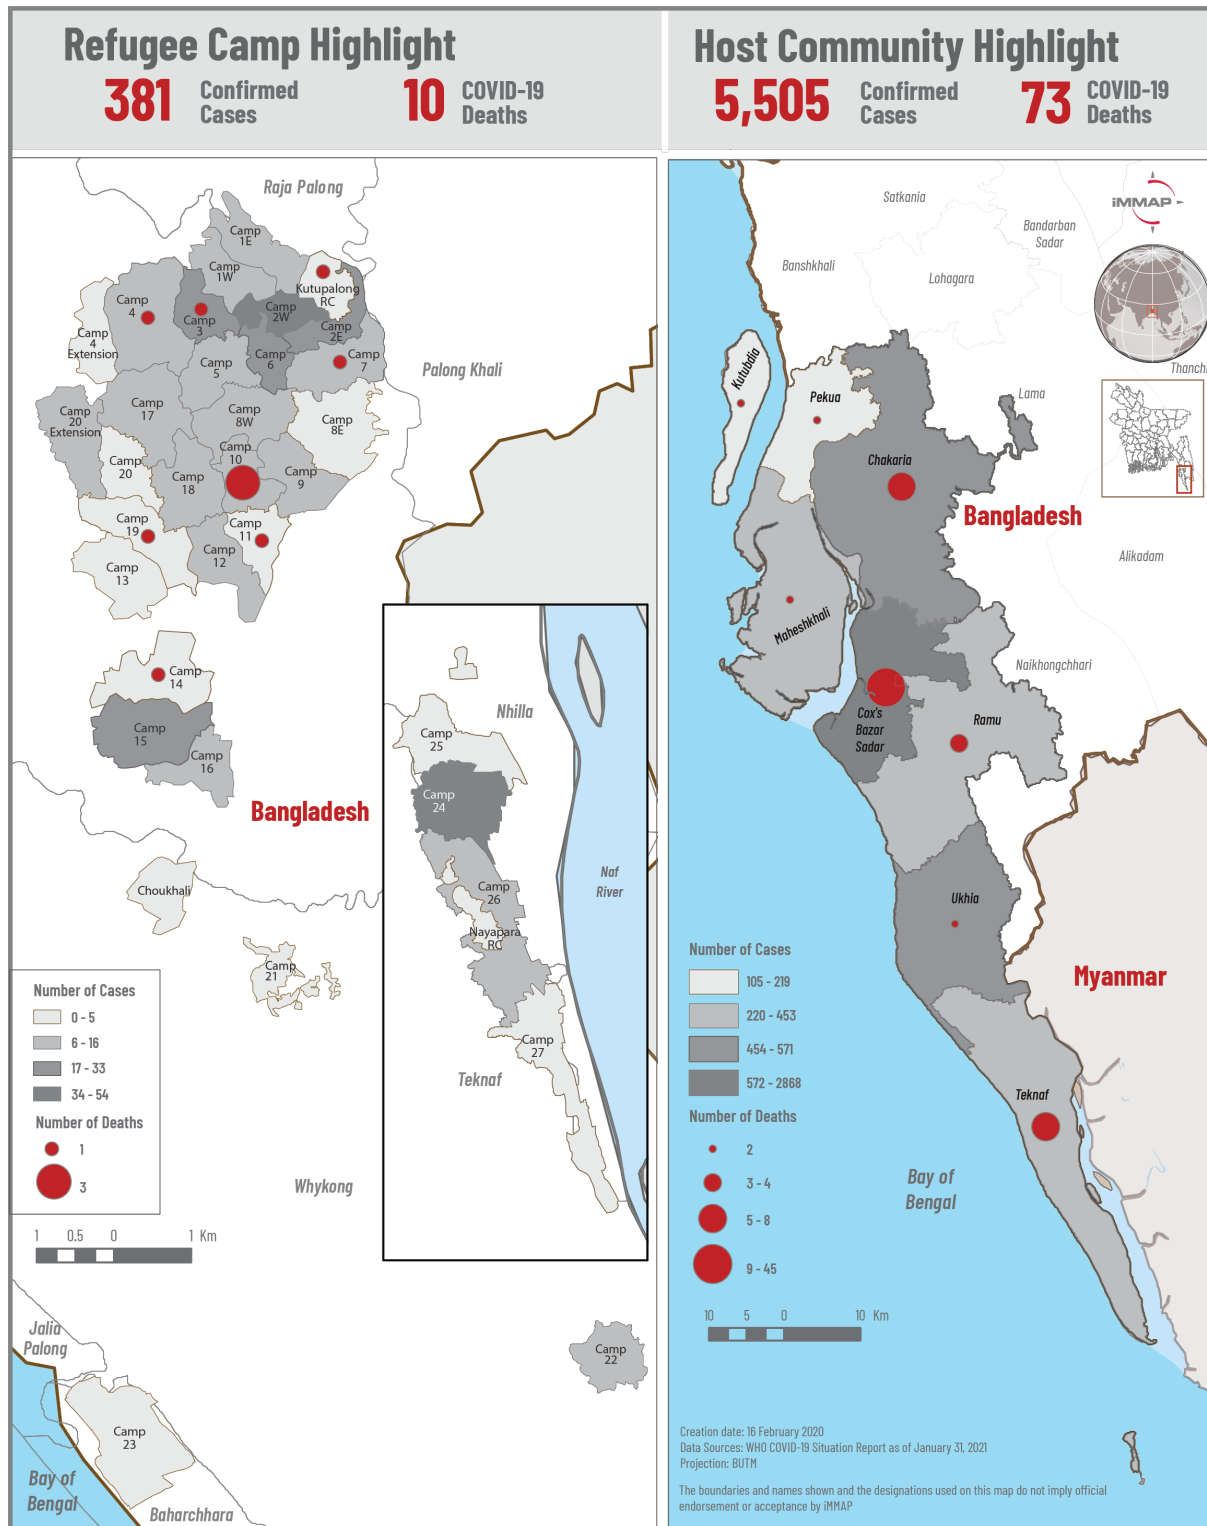 Refugee Camp Highlight
381
Confirmed
Cases
10
COVID-19
Deaths
Host Community Highlight
5,505
Confirmed
Cases
73
COVID-19
Deaths
Raja Palong
Camp
1E
Camp
1W
Kutupalong
RC
Camp
4
Camp
3
Camp
2W
Camp
2E
Camp
4
Extension
Camp
5
Camp
6
Camp
7
Palong Khali
Camp
20
Extension
Camp
17
Camp
8W
Camp
8E
Camp
10
Camp
20
Camp
18
Camp
9
Camp
19
Camp
11
Camp
12
Camp
13
Camp
14
Camp
15
Camp
16
Bangladesh
Choukhali
Camp
21
Nhilla
Camp
25
Camp
24
Camp
26
Nayapara
RC
Camp
27
Naf
River
Teknaf
Whykong
Number of Cases
0 - 5
6 - 16
17 - 33
34 - 54
Number of Deaths
1
3
1 0.5 0 1 Km
Jalia
Palong
Camp
22
Camp
23
Bay of
Bengal
Baharchhara
Satkania
iMMAP
Bandarban
Sadar
Banshkhali
Lohagara
Thanchi
Kutubdia
Pekua
Lama
Chakaria
Bangladesh
Alikadam
Maheshkhali
Naikhongchhari
Cox's
Bazar
Sadar
Ramu
Ukhia
Myanmar
Number of Cases
105 - 219
220 - 453
454 - 571
572 - 2868
Number of Deaths
2
3 - 4
5 - 8
9 - 45
Teknaf
Bay of
Bengal
10 5 0 10 Km
Creation date: 16 February 2020
Data Sources: WHO COVID-19 Situation Report as of January 31, 2021
Projection: BUTM
The boundaries and names shown and the designations used on this map do not imply official
endorsement or acceptance by iMMAP